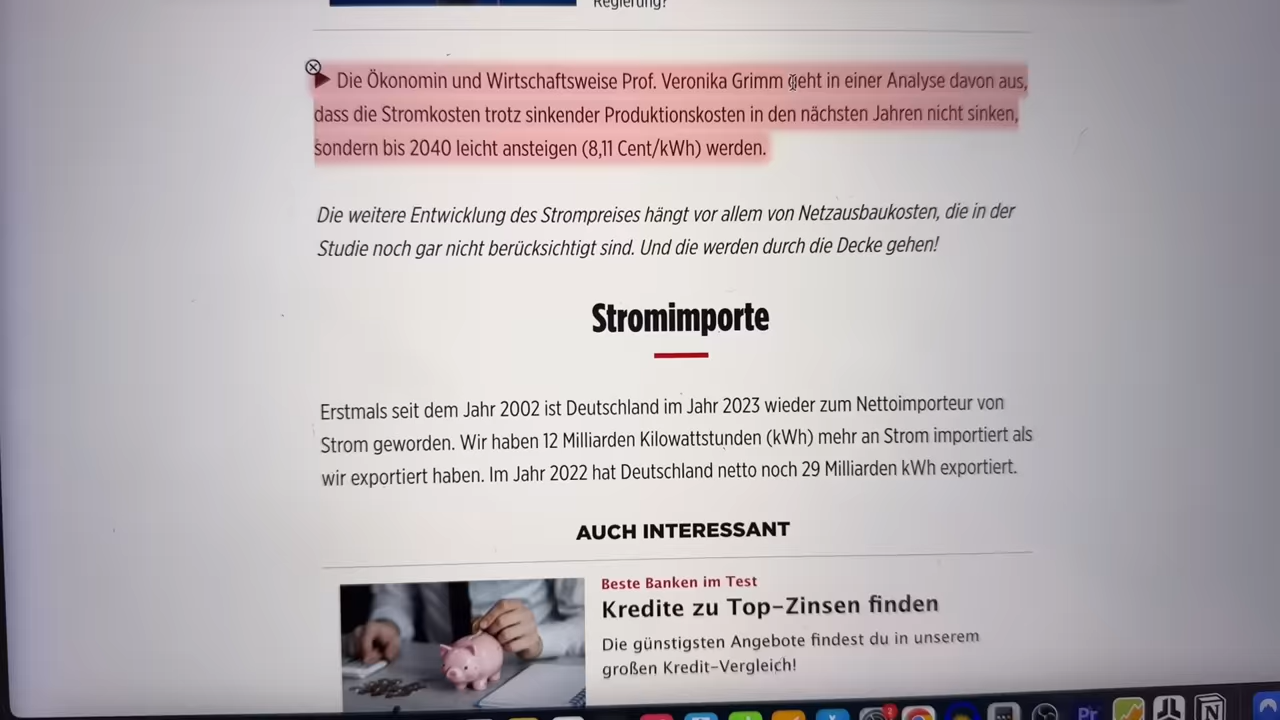 Regierung?
► Die Ökonomin und Wirtschaftsweise Prof. Veronika Grimm geht in einer Analyse davon aus,
dass die Stromkosten trotz sinkender Produktionskosten in den nächsten Jahren nicht sinken,
sondern bis 2040 leicht ansteigen (8,11 Cent/kWh) werden.
Die weitere Entwicklung des Strompreises hängt vor allem von Netzausbaukosten, die in der
Studie noch gar nicht berücksichtigt sind. Und die werden durch die Decke gehen!
Stromimporte
Erstmals seit dem Jahr 2002 ist Deutschland im Jahr 2023 wieder zum Nettoimporteur von
Strom geworden. Wir haben 12 Milliarden Kilowattstunden (kWh) mehr an Strom importiert als
wir exportiert haben. Im Jahr 2022 hat Deutschland netto noch 29 Milliarden kWh exportiert.
AUCH INTERESSANT
Beste Banken im Test
Kredite zu Top-Zinsen finden
Die günstigsten Angebote findest du in unserem
großen Kredit-Vergleich!
Pr